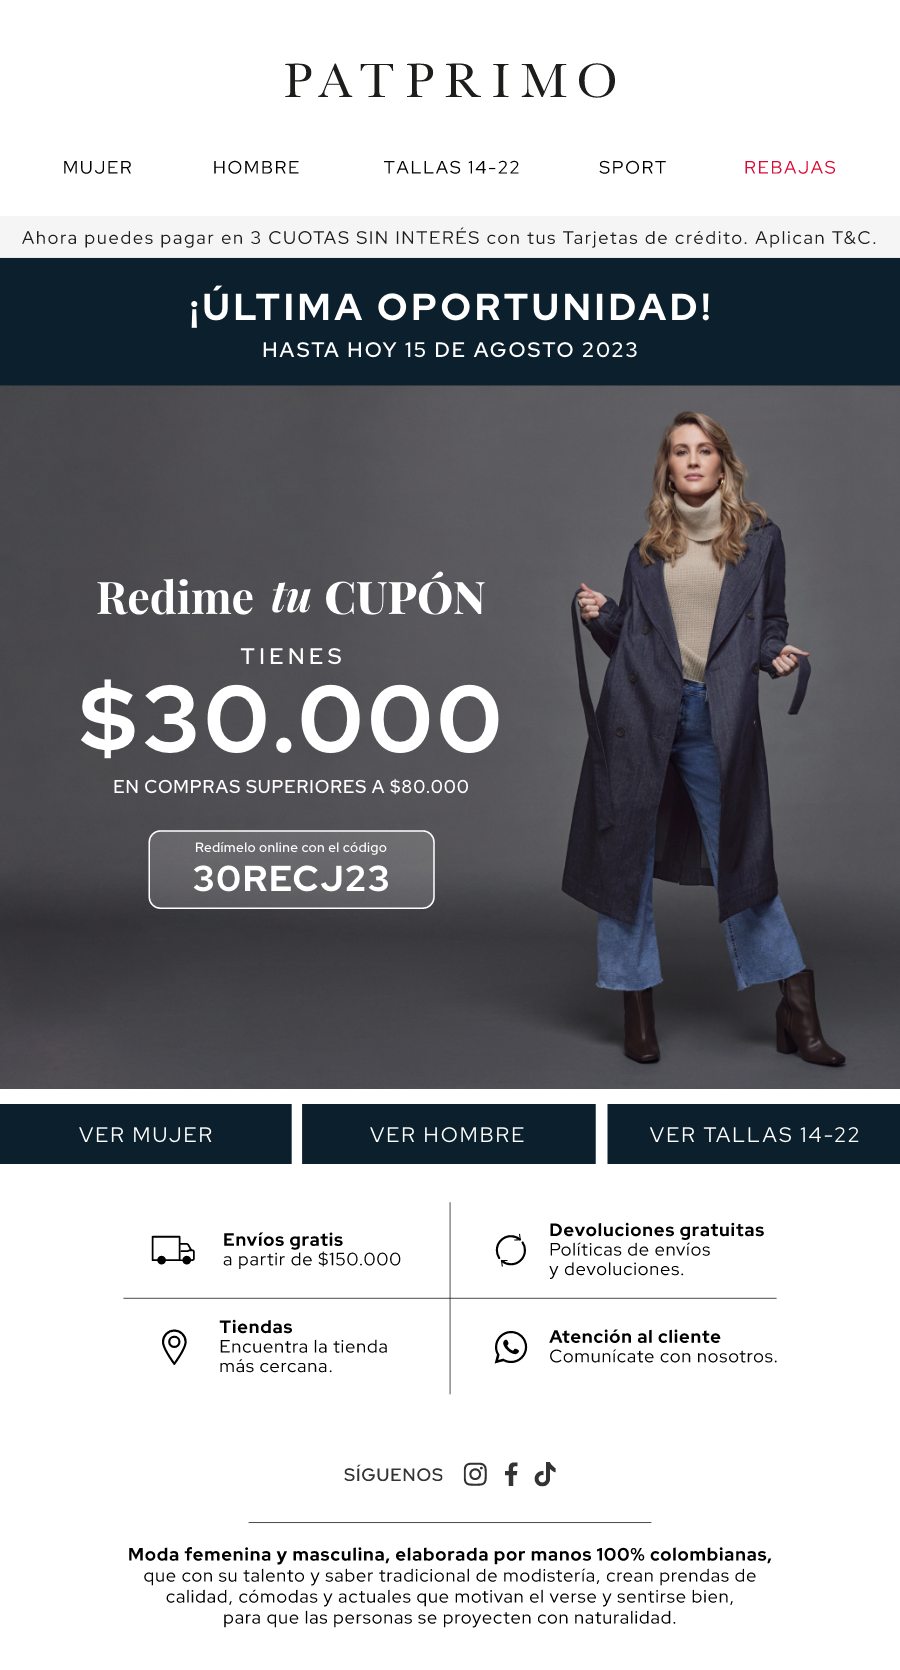 PATPRIMO
MUJER HOMBRE TALLAS 14-22 SPORT REBAJAS
Ahora puedes pagar en 3 CUOTAS SIN INTERÉS con tus Tarjetas de crédito. Aplican T&C.
¡ÚLTIMA OPORTUNIDAD!
HASTA HOY 15 DE AGOSTO 2023
Redime tu CUPÓN
TIENES
$30.000
EN COMPRAS SUPERIORES A $80.000
Redímelo online con el código
30RECJ23
VER MUJER
VER HOMBRE
VER TALLAS 14-22
Envíos gratis
a partir de $150.000
Devoluciones gratuitas
Políticas de envíos
y devoluciones.
Tiendas
Encuentra la tienda
más cercana.
Atención al cliente
Comunícate con nosotros.
SÍGUENOS
Moda femenina y masculina, elaborada por manos 100% colombianas,
que con su talento y saber tradicional de modistería, crean prendas de
calidad, cómodas y actuales que motivan el verse y sentirse bien,
para que las personas se proyecten con naturalidad.